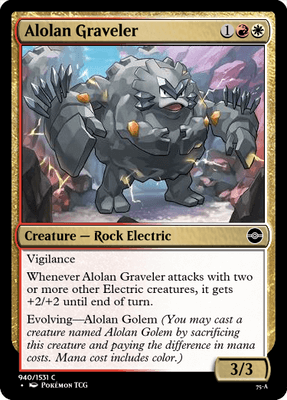 Alolan Graveler 1
Creature — Rock Electric
Vigilance
Whenever Alolan Graveler attacks with two
or more other Electric creatures, it gets
+2/+2 until end of turn.
Evolving—Alolan Golem (You may cast a
creature named Alolan Golem by sacrificing
this creature and paying the difference in mana
costs. Mana cost includes color.)
3/3
940/1531 C
• Pokémon TCG
75-A